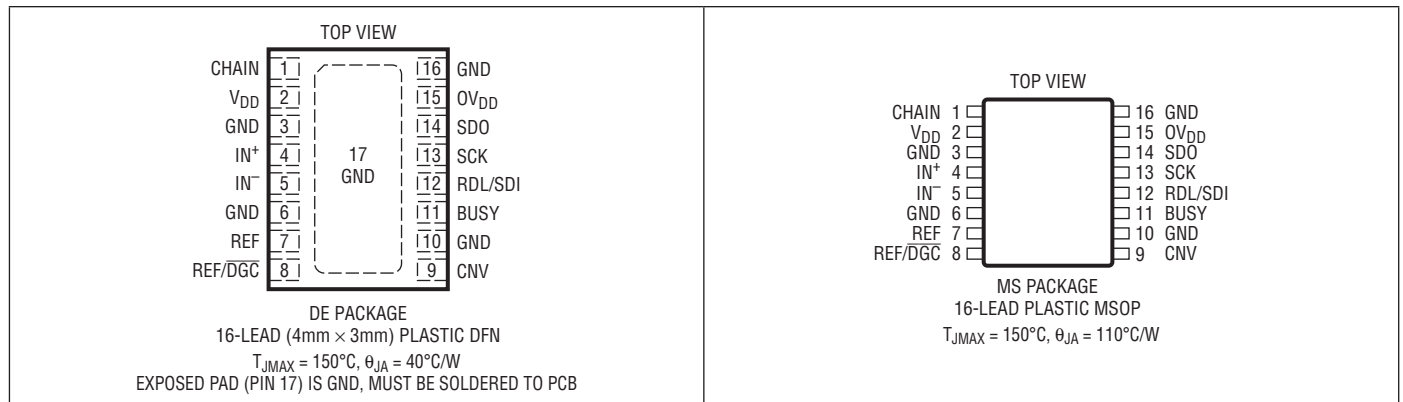 TOP VIEW
CHAIN 1 16 GND
VDD 2 15 OVDD
GND 3 14 SDO
IN+ 4 13 SCK
IN– 5 12 RDL/SDI
GND 6 11 BUSY
REF 7 10 GND
REF/DGC 8 9 CNV
17
GND
DE PACKAGE
16-LEAD (4mm × 3mm) PLASTIC DFN
TJMAX = 150°C, θJA = 40°C/W
EXPOSED PAD (PIN 17) IS GND, MUST BE SOLDERED TO PCB
TOP VIEW
CHAIN 1 16 GND
VDD 2 15 OVDD
GND 3 14 SDO
IN+ 4 13 SCK
IN– 5 12 RDL/SDI
GND 6 11 BUSY
REF 7 10 GND
REF/DGC 8 9 CNV
MS PACKAGE
16-LEAD PLASTIC MSOP
TJMAX = 150°C, θJA = 110°C/W